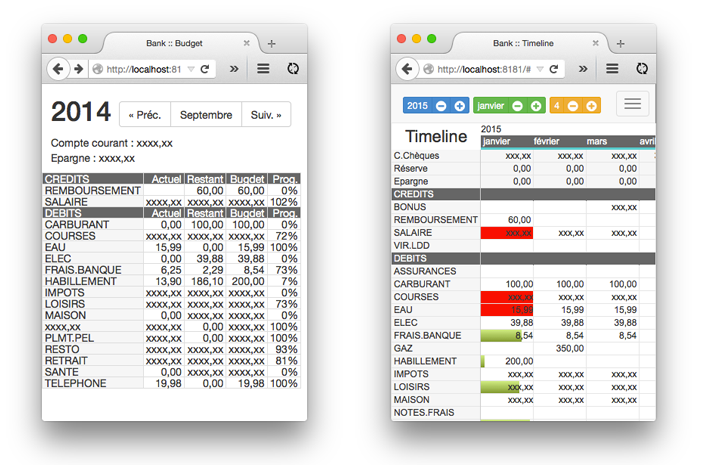 Bank :: Budget
http://localhost:81
2014
« Préc.
Septembre
Suiv. »
Compte courant : xxxx,xx
Epargne : xxxx,xx
CREDITS Actuel Restant Bugdet Prog.
REMBOURSEMENT 60,00 60,00 0%
SALAIRE xxxx,xx xxxx,xx xxxx,xx 102%
DEBITS Actuel Restant Bugdet Prog.
CARBURANT 0,00 100,00 100,00 0%
COURSES xxxx,xx xxxx,xx xxxx,xx 72%
EAU 15,99 0,00 15,99 100%
ELEC 0,00 39,88 39,88 0%
FRAIS.BANQUE 6,25 2,29 8,54 73%
HABILLEMENT 13,90 186,10 200,00 7%
IMPOTS 0,00 xxxx,xx xxxx,xx 0%
LOISIRS xxxx,xx xxxx,xx xxxx,xx 73%
MAISON 0,00 xxxx,xx xxxx,xx 0%
xxxx,xx xxxx,xx 0,00 xxxx,xx 100%
PLMT.PEL xxxx,xx 0,00 xxxx,xx 100%
RESTO xxxx,xx xxxx,xx xxxx,xx 93%
RETRAIT xxxx,xx xxxx,xx xxxx,xx 81%
SANTE 0,00 xxxx,xx xxxx,xx 0%
TELEPHONE 19,98 0,00 19,98 100%
Bank :: Timeline
http://localhost:8181/#
2015
janvier
4
Timeline
2015
janvier février mars avril
C.Chèques xxx,xx xxx,xx xxx,xx
Réserve 0,00 0,00 0,00
Epargne 0,00 0,00 0,00
CREDITS
BONUS xxx,xx
REMBOURSEMENT 60,00
SALAIRE xxx,xx xxx,xx xxx,xx
VIR.LDD
DEBITS
ASSURANCES
CARBURANT 100,00 100,00 100,00
COURSES xxx,xx xxx,xx xxx,xx
EAU 15,99 15,99 15,99
ELEC 39,88 39,88 39,88
FRAIS.BANQUE 8,54 8,54 8,54
GAZ 350,00
HABILLEMENT 200,00
IMPOTS xxx,xx xxx,xx xxx,xx
LOISIRS xxx,xx xxx,xx xxx,xx
MAISON xxx,xx xxx,xx xxx,xx
NOTES.FRAIS